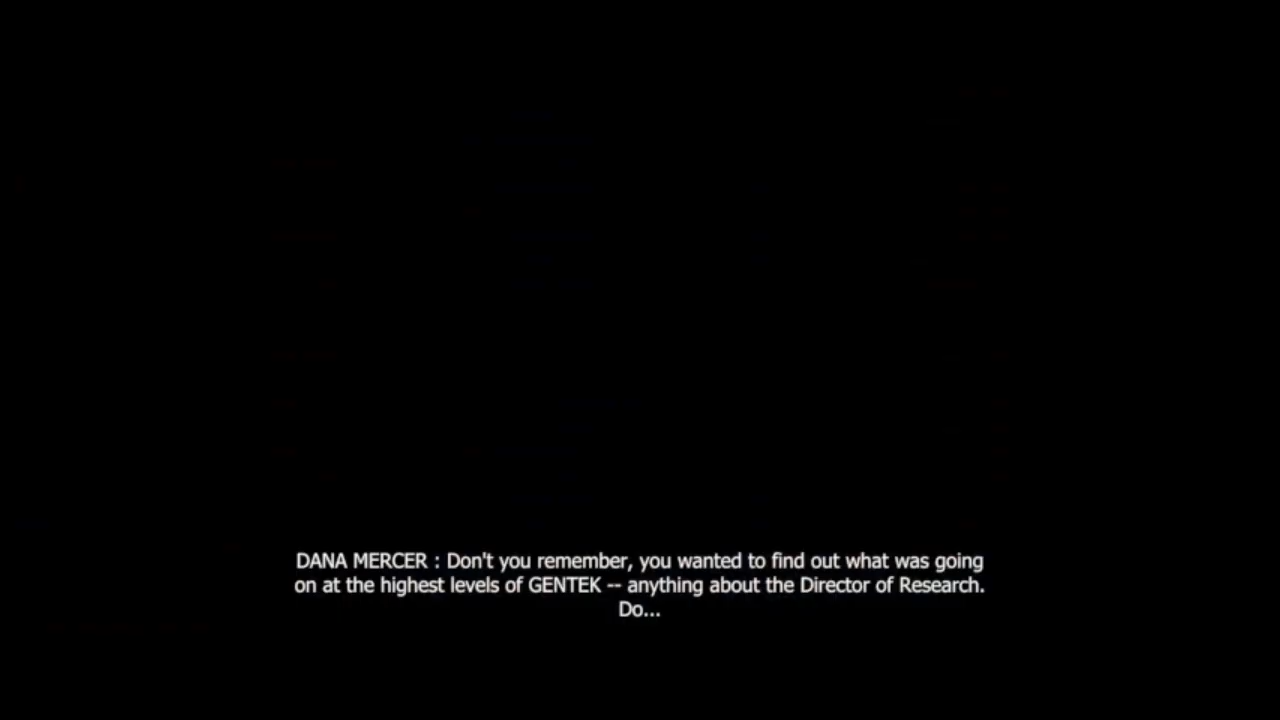 DANA MERCER : Don't you remember, you wanted to find out what was going
on at the highest levels of GENTEK -- anything about the Director of Research.
Do...